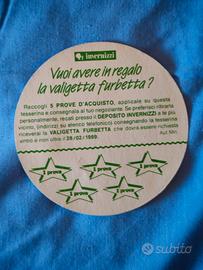 invernizzi
Vuoi avere in regalo
la valigetta furbetta?
Raccogli 5 PROVE D'ACQUISTO, applicale su questa
tesserina e consegnala al tuo negoziante. Se preferisci ritirarla
personalmente, recati presso il DEPOSITO INVERNIZZI a te più
vicino, (indirizzi su elenco telefonico) consegnando la tesserina
riceverai la VALIGETTA FURBETTA che dovrà essere richiesta
entro e non oltre il 28/02/1989.
Aut. Min.
1 prova
1 prova
1 prova
1 prova
1 prova
subito